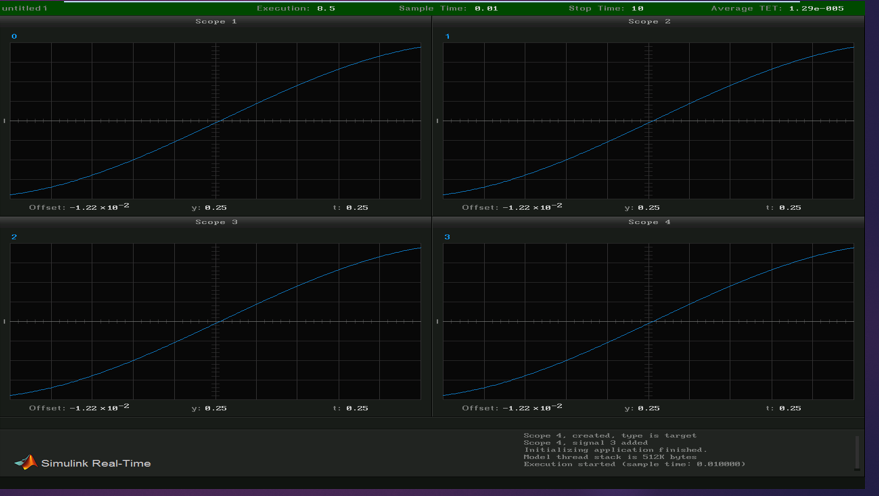 untitled1 Execution: 8.5 Sample Time: 0.01 Stop Time: 10 Average TET: 1.29e-005
Scope 1
0
Offset: -1.22 ×10⁻² y: 0.25 t: 0.25
Scope 2
1
Offset: -1.22 ×10⁻² y: 0.25 t: 0.25
Scope 3
2
Offset: -1.22 ×10⁻² y: 0.25 t: 0.25
Scope 4
3
Offset: -1.22 ×10⁻² y: 0.25 t: 0.25
Simulink Real-Time
Scope 4, created, type is target
Scope 4, signal 3 added
Initializing application finished.
Model thread stack is 512K bytes
Execution started (sample time: 0.010000)